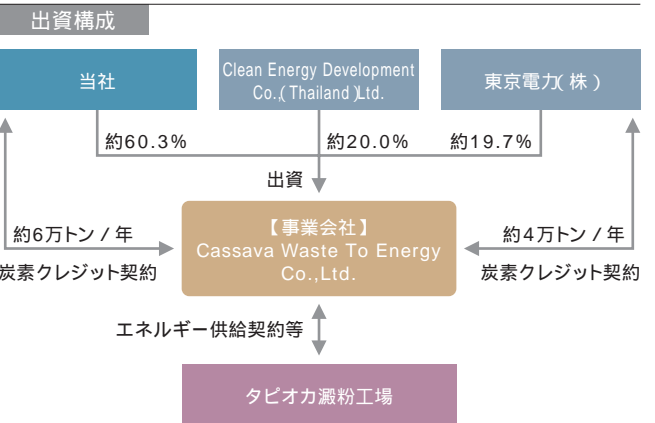 出資構成
当社
Clean Energy Development
Co.,(Thailand)Ltd.
東京電力(株)
約60.3%
約20.0%
約19.7%
出資
約6万トン / 年
炭素クレジット契約
【事業会社】
Cassava Waste To Energy
Co.,Ltd.
約4万トン / 年
炭素クレジット契約
エネルギー供給契約等
タピオカ澱粉工場